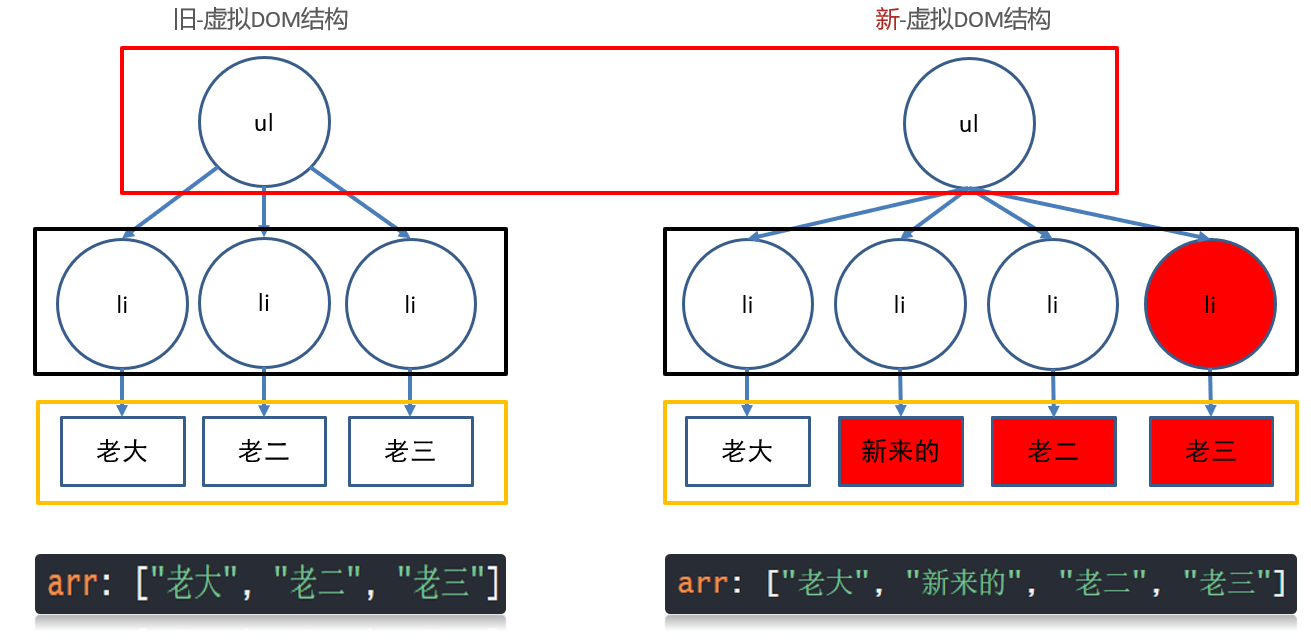 旧-虚拟DOM结构
新-虚拟DOM结构
ul
ul
li
li
li
li
li
li
li
老大
老二
老三
老大
新来的
老二
老三
arr: ["老大", "老二", "老三"]
arr: ["老大", "新来的", "老二", "老三"]